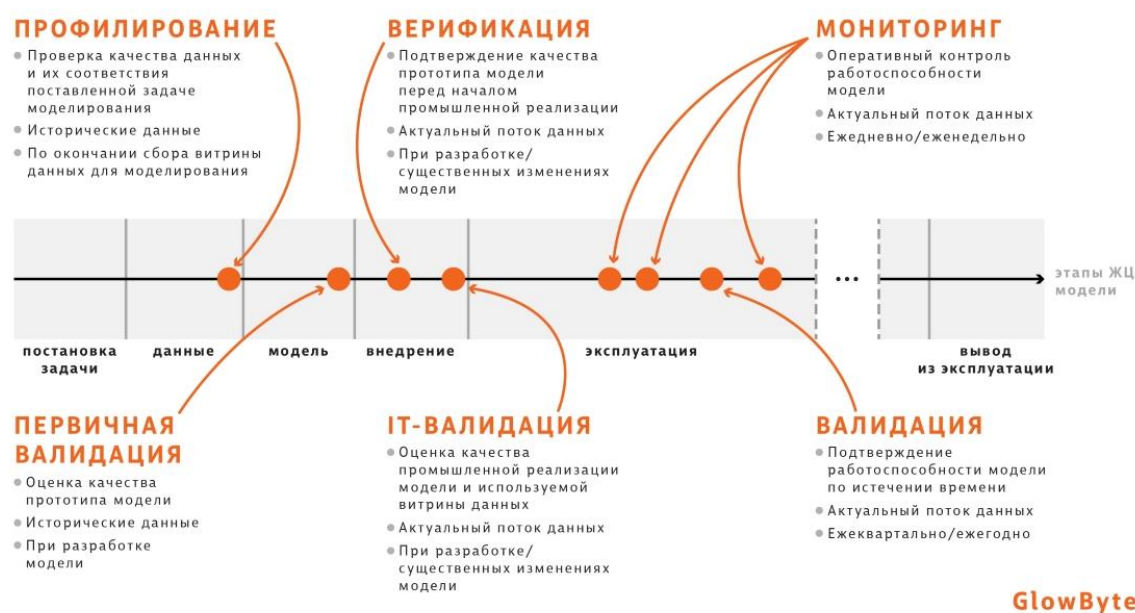 ПРОФИЛИРОВАНИЕ
Проверка качества данных
и их соответствия
поставленной задаче
моделирования
Исторические данные
По окончании сбора витрины
данных для моделирования
ВЕРИФИКАЦИЯ
Подтверждение качества
прототипа модели
перед началом
промышленной реализации
Актуальный поток данных
При разработке/
существенных изменениях
модели
МОНИТОРИНГ
Оперативный контроль
работоспособности
модели
Актуальный поток данных
Ежедневно/еженедельно
...
этапы ЖЦ
модели
постановка
задачи
данные
модель
внедрение
эксплуатация
вывод
из эксплуатации
ПЕРВИЧНАЯ
ВАЛИДАЦИЯ
Оценка качества
прототипа модели
Исторические данные
При разработке
модели
IT-ВАЛИДАЦИЯ
Оценка качества
промышленной реализации
модели и используемой
витрины данных
Актуальный поток данных
При разработке/
существенных изменениях
модели
ВАЛИДАЦИЯ
Подтверждение
работоспособности модели
по истечении времени
Актуальный поток данных
Ежеквартально/ежегодно
GlowByte